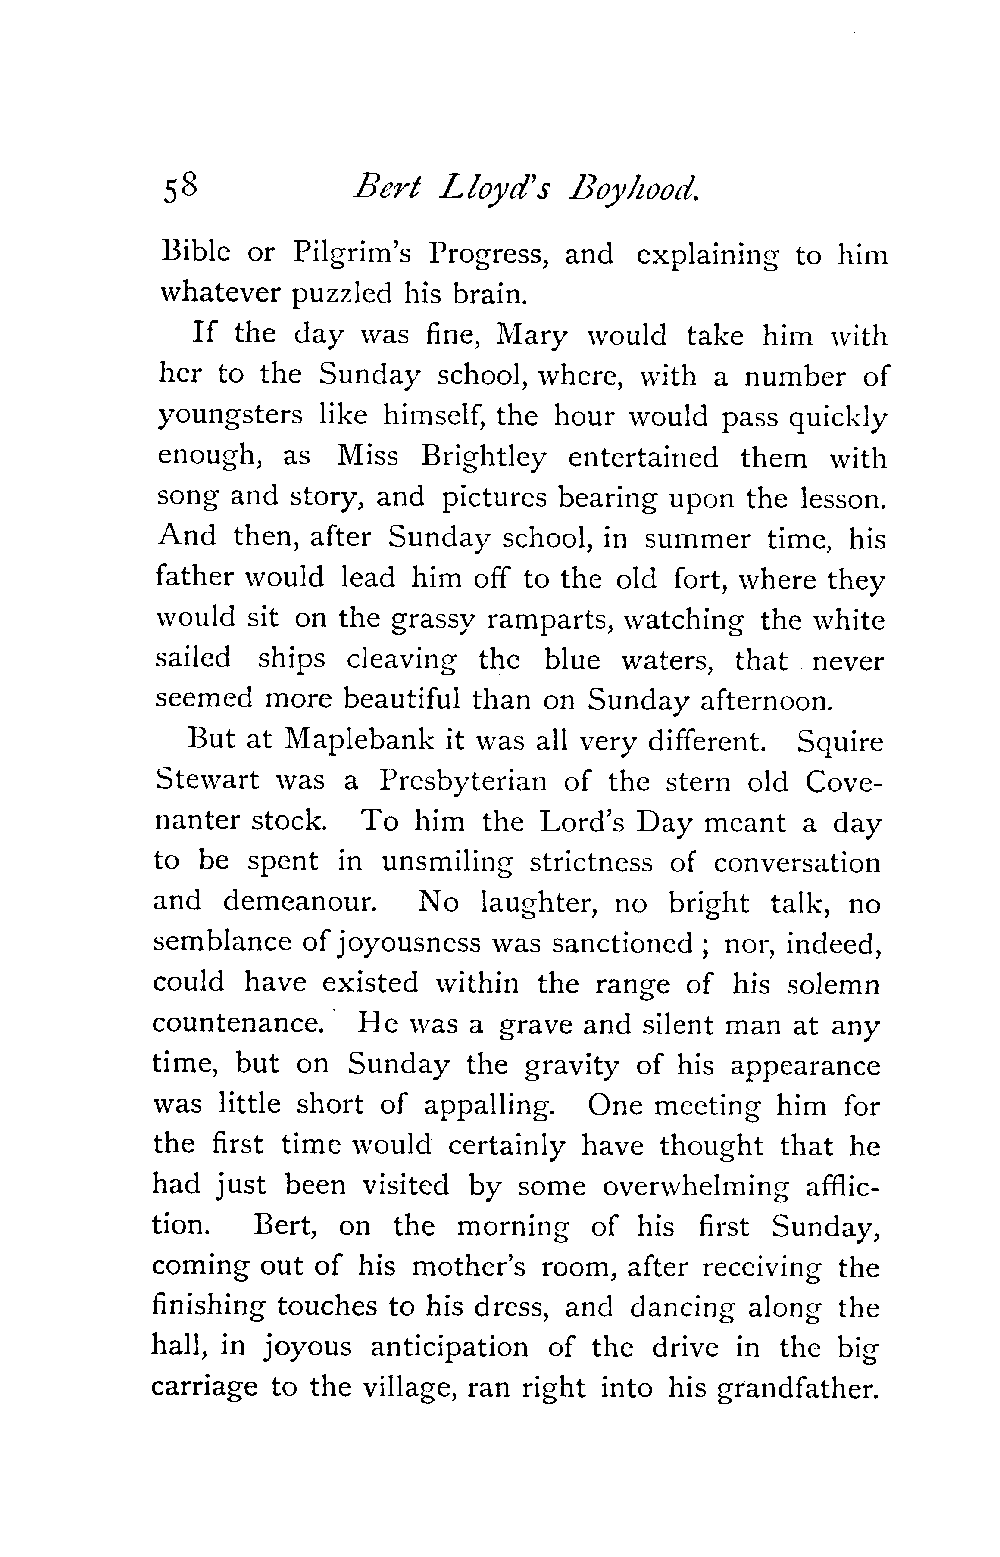 58 Bert Lloyd's Boyhood.
Bible or Pilgrim's Progress, and explaining to him
whatever puzzled his brain.
If the day was fine, Mary would take him with
her to the Sunday school, where, with a number of
youngsters like himself, the hour would pass quickly
enough, as Miss Brightley entertained them with
song and story, and pictures bearing upon the lesson.
And then, after Sunday school, in summer time, his
father would lead him off to the old fort, where they
would sit on the grassy ramparts, watching the white
sailed ships cleaving the blue waters, that never
seemed more beautiful than on Sunday afternoon.
But at Maplebank it was all very different. Squire
Stewart was a Presbyterian of the stern old Cove-
nanter stock. To him the Lord's Day meant a day
to be spent in unsmiling strictness of conversation
and demeanour. No laughter, no bright talk, no
semblance of joyousness was sanctioned ; nor, indeed,
could have existed within the range of his solemn
countenance. He was a grave and silent man at any
time, but on Sunday the gravity of his appearance
was little short of appalling. One meeting him for
the first time would certainly have thought that he
had just been visited by some overwhelming afflic-
tion. Bert, on the morning of his first Sunday,
coming out of his mother's room, after receiving the
finishing touches to his dress, and dancing along the
hall, in joyous anticipation of the drive in the big
carriage to the village, ran right into his grandfather.